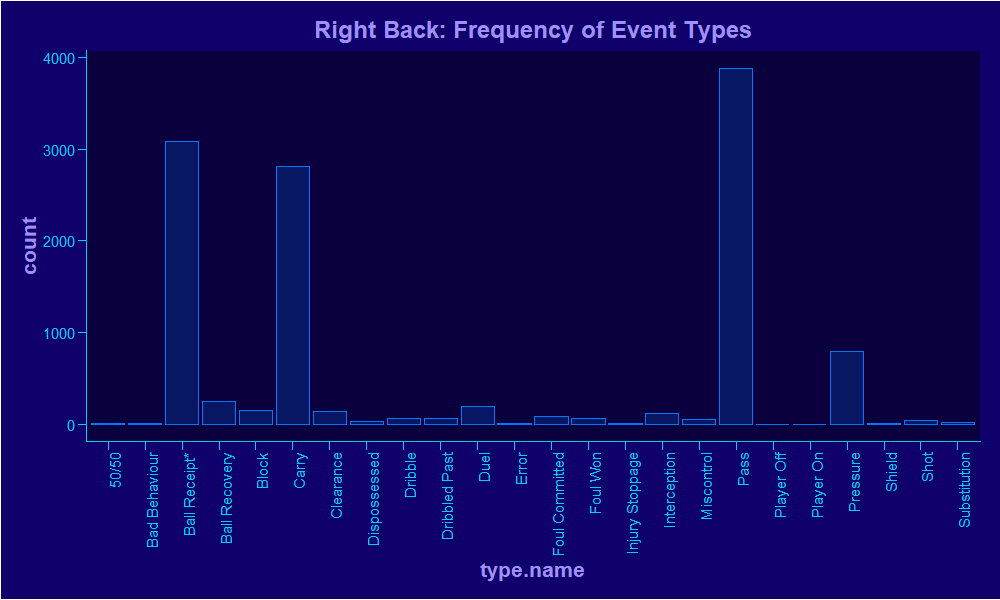 Right Back: Frequency of Event Types
count
4000
3000
2000
1000
0
50/50
Bad Behaviour
Ball Receipt*
Ball Recovery
Block
Carry
Clearance
Dispossessed
Dribble
Dribbled Past
Duel
Error
Foul Committed
Foul Won
Injury Stoppage
Interception
Miscontrol
Pass
Player Off
Player On
Pressure
Shield
Shot
Substitution
type.name